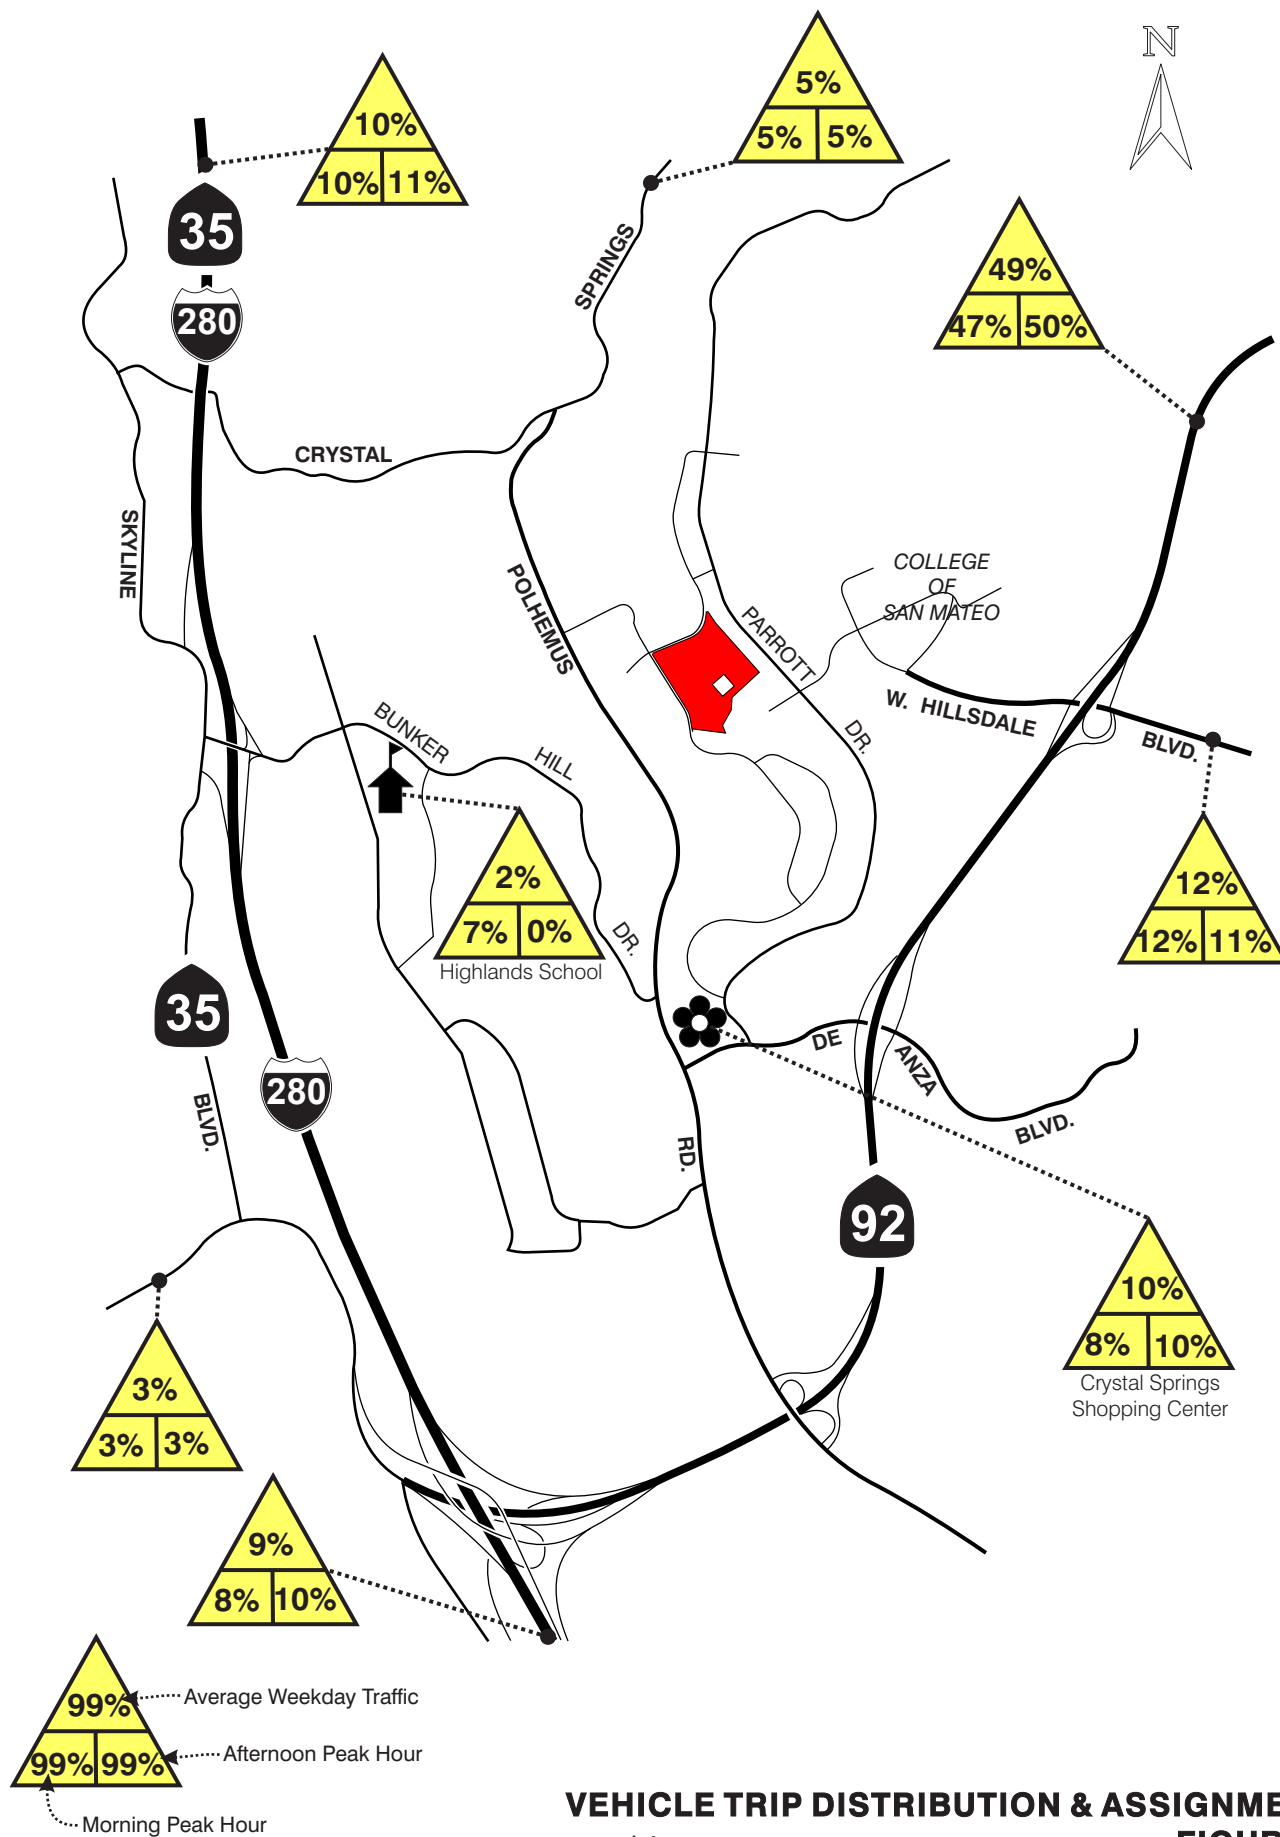 N
5%
5% 5%
10%
10% 11%
35
280
SPRINGS
49%
47% 50%
CRYSTAL
SKYLINE
POLHEMUS
COLLEGE
OF
SAN MATEO
PARROTT
DR.
W. HILLSDALE
BLVD.
BUNKER
HILL
DR.
2%
7% 0%
Highlands School
12%
12% 11%
35
BLVD.
280
DE
ANZA
BLVD.
RD.
92
10%
8% 10%
Crystal Springs
Shopping Center
3%
3% 3%
9%
8% 10%
99%
99% 99%
Average Weekday Traffic
Afternoon Peak Hour
Morning Peak Hour
VEHICLE TRIP DISTRIBUTION & ASSIGNME